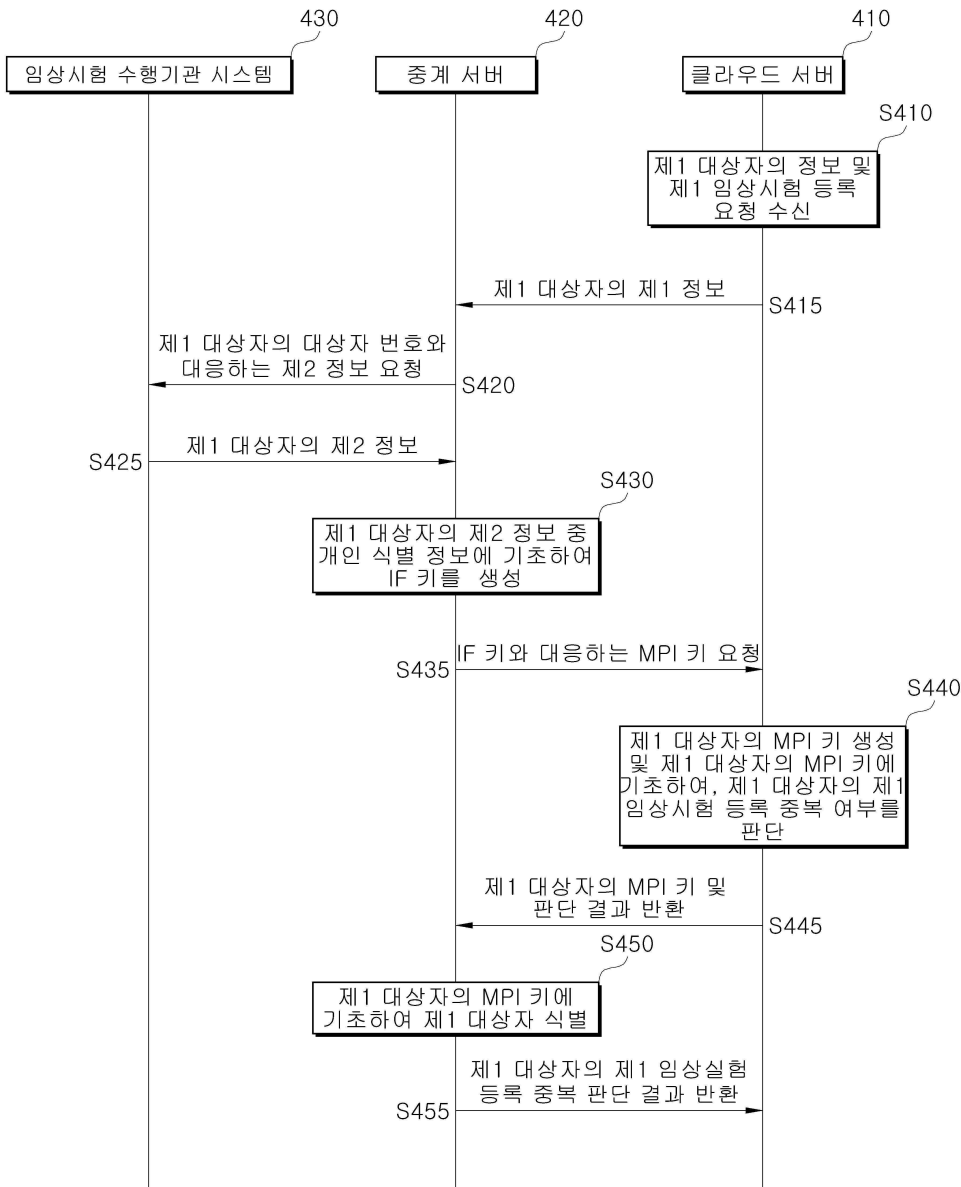 430
420
410
임상시험 수행기관 시스템
중계 서버
클라우드 서버
S410
제1 대상자의 정보 및
제1 임상시험 등록
요청 수신
제1 대상자의 제1 정보
S415
제1 대상자의 대상자 번호와
대응하는 제2 정보 요청
S420
제1 대상자의 제2 정보
S425
S430
제1 대상자의 제2 정보 중
개인 식별 정보에 기초하여
IF 키를 생성
IF 키와 대응하는 MPI 키 요청
S435
S440
제1 대상자의 MPI 키 생성
및 제1 대상자의 MPI 키에
기초하여, 제1 대상자의 제1
임상시험 등록 중복 여부를
판단
제1 대상자의 MPI 키 및
판단 결과 반환
S445
S450
제1 대상자의 MPI 키에
기초하여 제1 대상자 식별
제1 대상자의 제1 임상실험
등록 중복 판단 결과 반환
S455